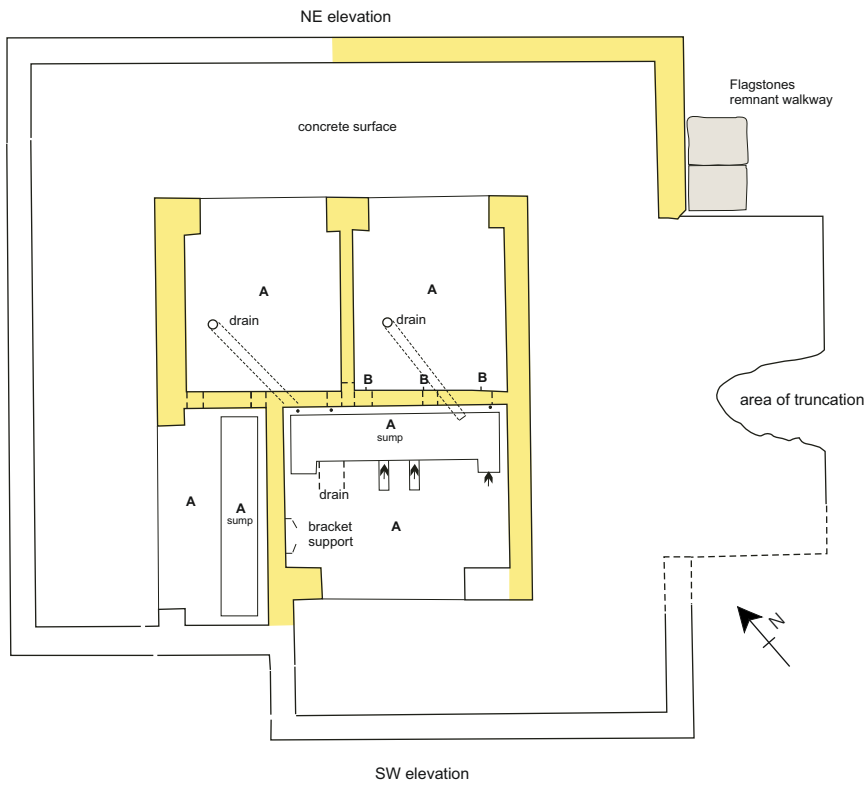 NE elevation
Flagstones
remnant walkway
concrete surface
A
A
drain
drain
B
B
B
area of truncation
A
sump
A
A
sump
drain
bracket
support
A
N
SW elevation